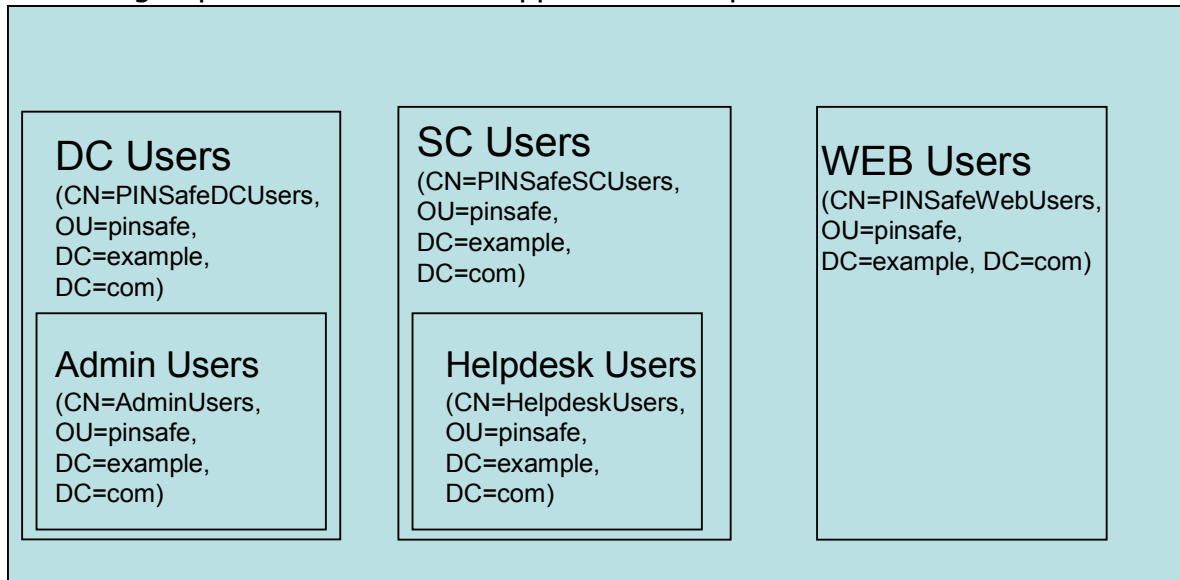 DC Users
(CN=PINSafeDCUsers,
OU=pinsafe,
DC=example,
DC=com)
Admin Users
(CN=AdminUsers,
OU=pinsafe,
DC=example,
DC=com)
SC Users
(CN=PINSafeSCUsers,
OU=pinsafe,
DC=example,
DC=com)
Helpdesk Users
(CN=HelpdeskUsers,
OU=pinsafe,
DC=example,
DC=com)
WEB Users
(CN=PINSafeWebUsers,
OU=pinsafe,
DC=example, DC=com)